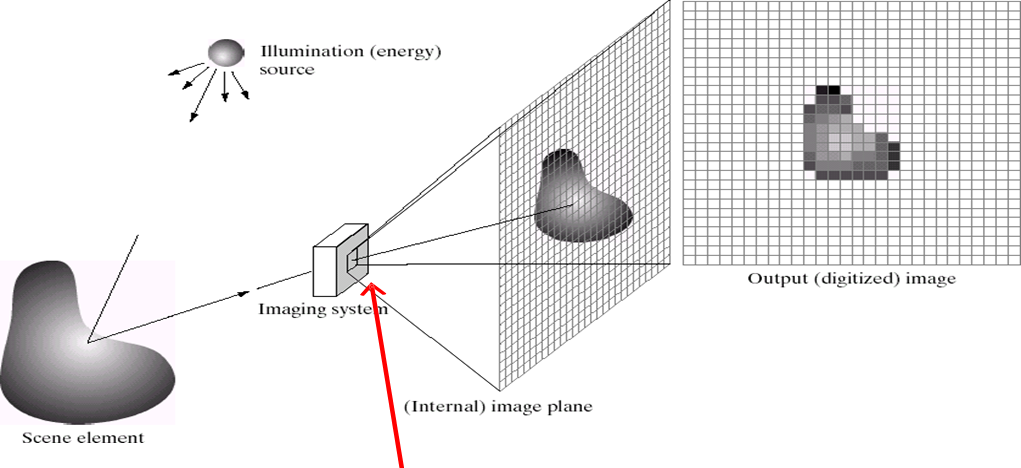 Illumination (energy)
source
Imaging system
Output (digitized) image
(Internal) image plane
Scene element